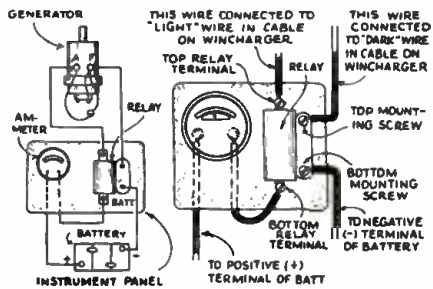 GENERATOR
A F
AM-
METER
RELAY
BATT
BATTERY
+ -
INSTRUMENT PANEL
THIS WIRE CONNECTED TO
"LIGHT" WIRE IN CABLE
ON WINCHARGER
TOP RELAY
TERMINAL
RELAY
THIS WIRE
CONNECTED
TO "DARK" WIRE
IN CABLE ON
WINCHARGER
TOP MOUNT-
ING SCREW
BOTTOM
MOUNTING
SCREW
BOTTOM
RELAY
TERMINAL
TO NEGATIVE
(-) TERMINAL
OF BATTERY
TO POSITIVE (+)
TERMINAL OF BATT